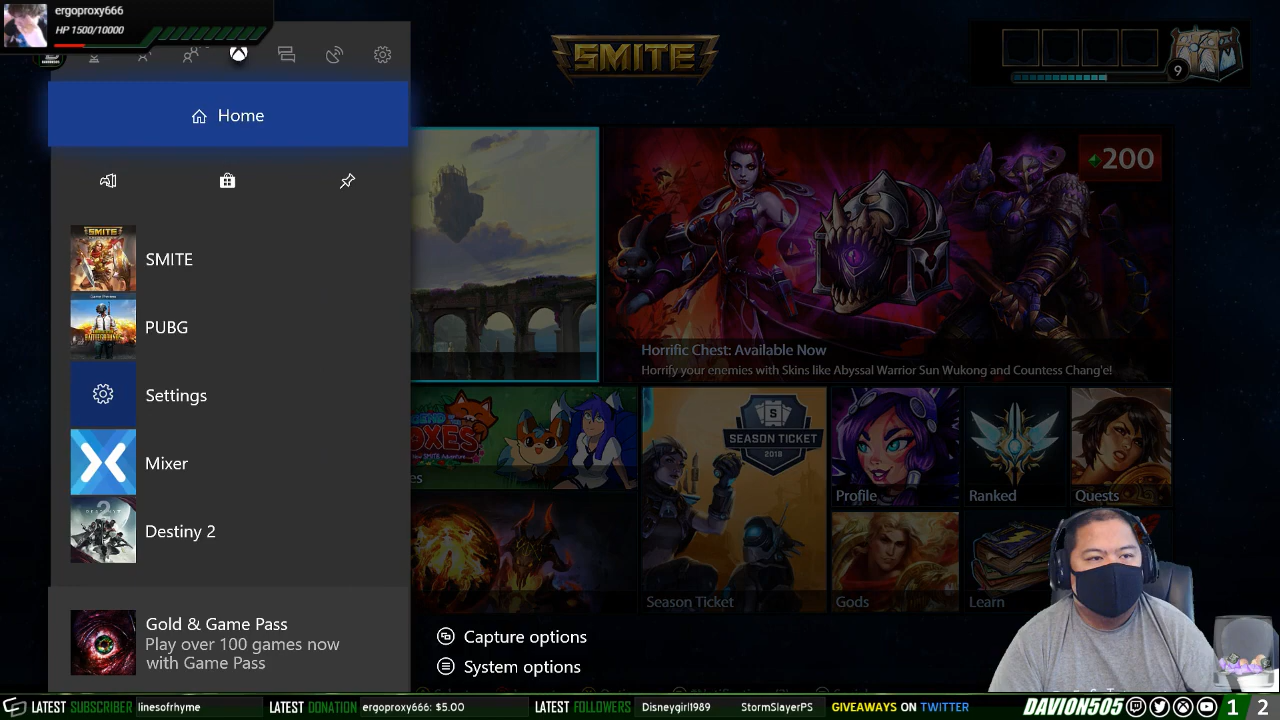 ergoproxy666
HP 1500/10000
SMITE
9
Home
200
SMITE
PUBG
Settings
Mixer
Destiny 2
Horrific Chest: Available Now
Horrify your enemies with Skins like Abyssal Warrior Sun Wukong and Countess Chang'e!
SEASON TICKET
2018
Profile
Ranked
Quests
Season Ticket
Gods
Learn
Gold & Game Pass
Play over 100 games now
with Game Pass
Capture options
System options
LATEST SUBSCRIBER linesofrhyme LATEST DONATION ergoproxy666: $5.00 LATEST FOLLOWERS Disneygirl1989 StormSlayerPS GIVEAWAYS ON TWITTER DAVION505 1 2